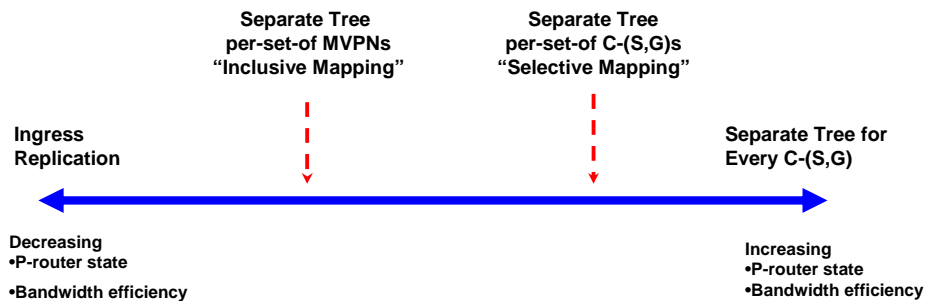 Separate Tree
per-set-of MVPNs
“Inclusive Mapping”
Separate Tree
per-set-of C-(S,G)s
“Selective Mapping”
Ingress
Replication
Separate Tree for
Every C-(S,G)
Decreasing
•P-router state
•Bandwidth efficiency
Increasing
•P-router state
•Bandwidth efficiency